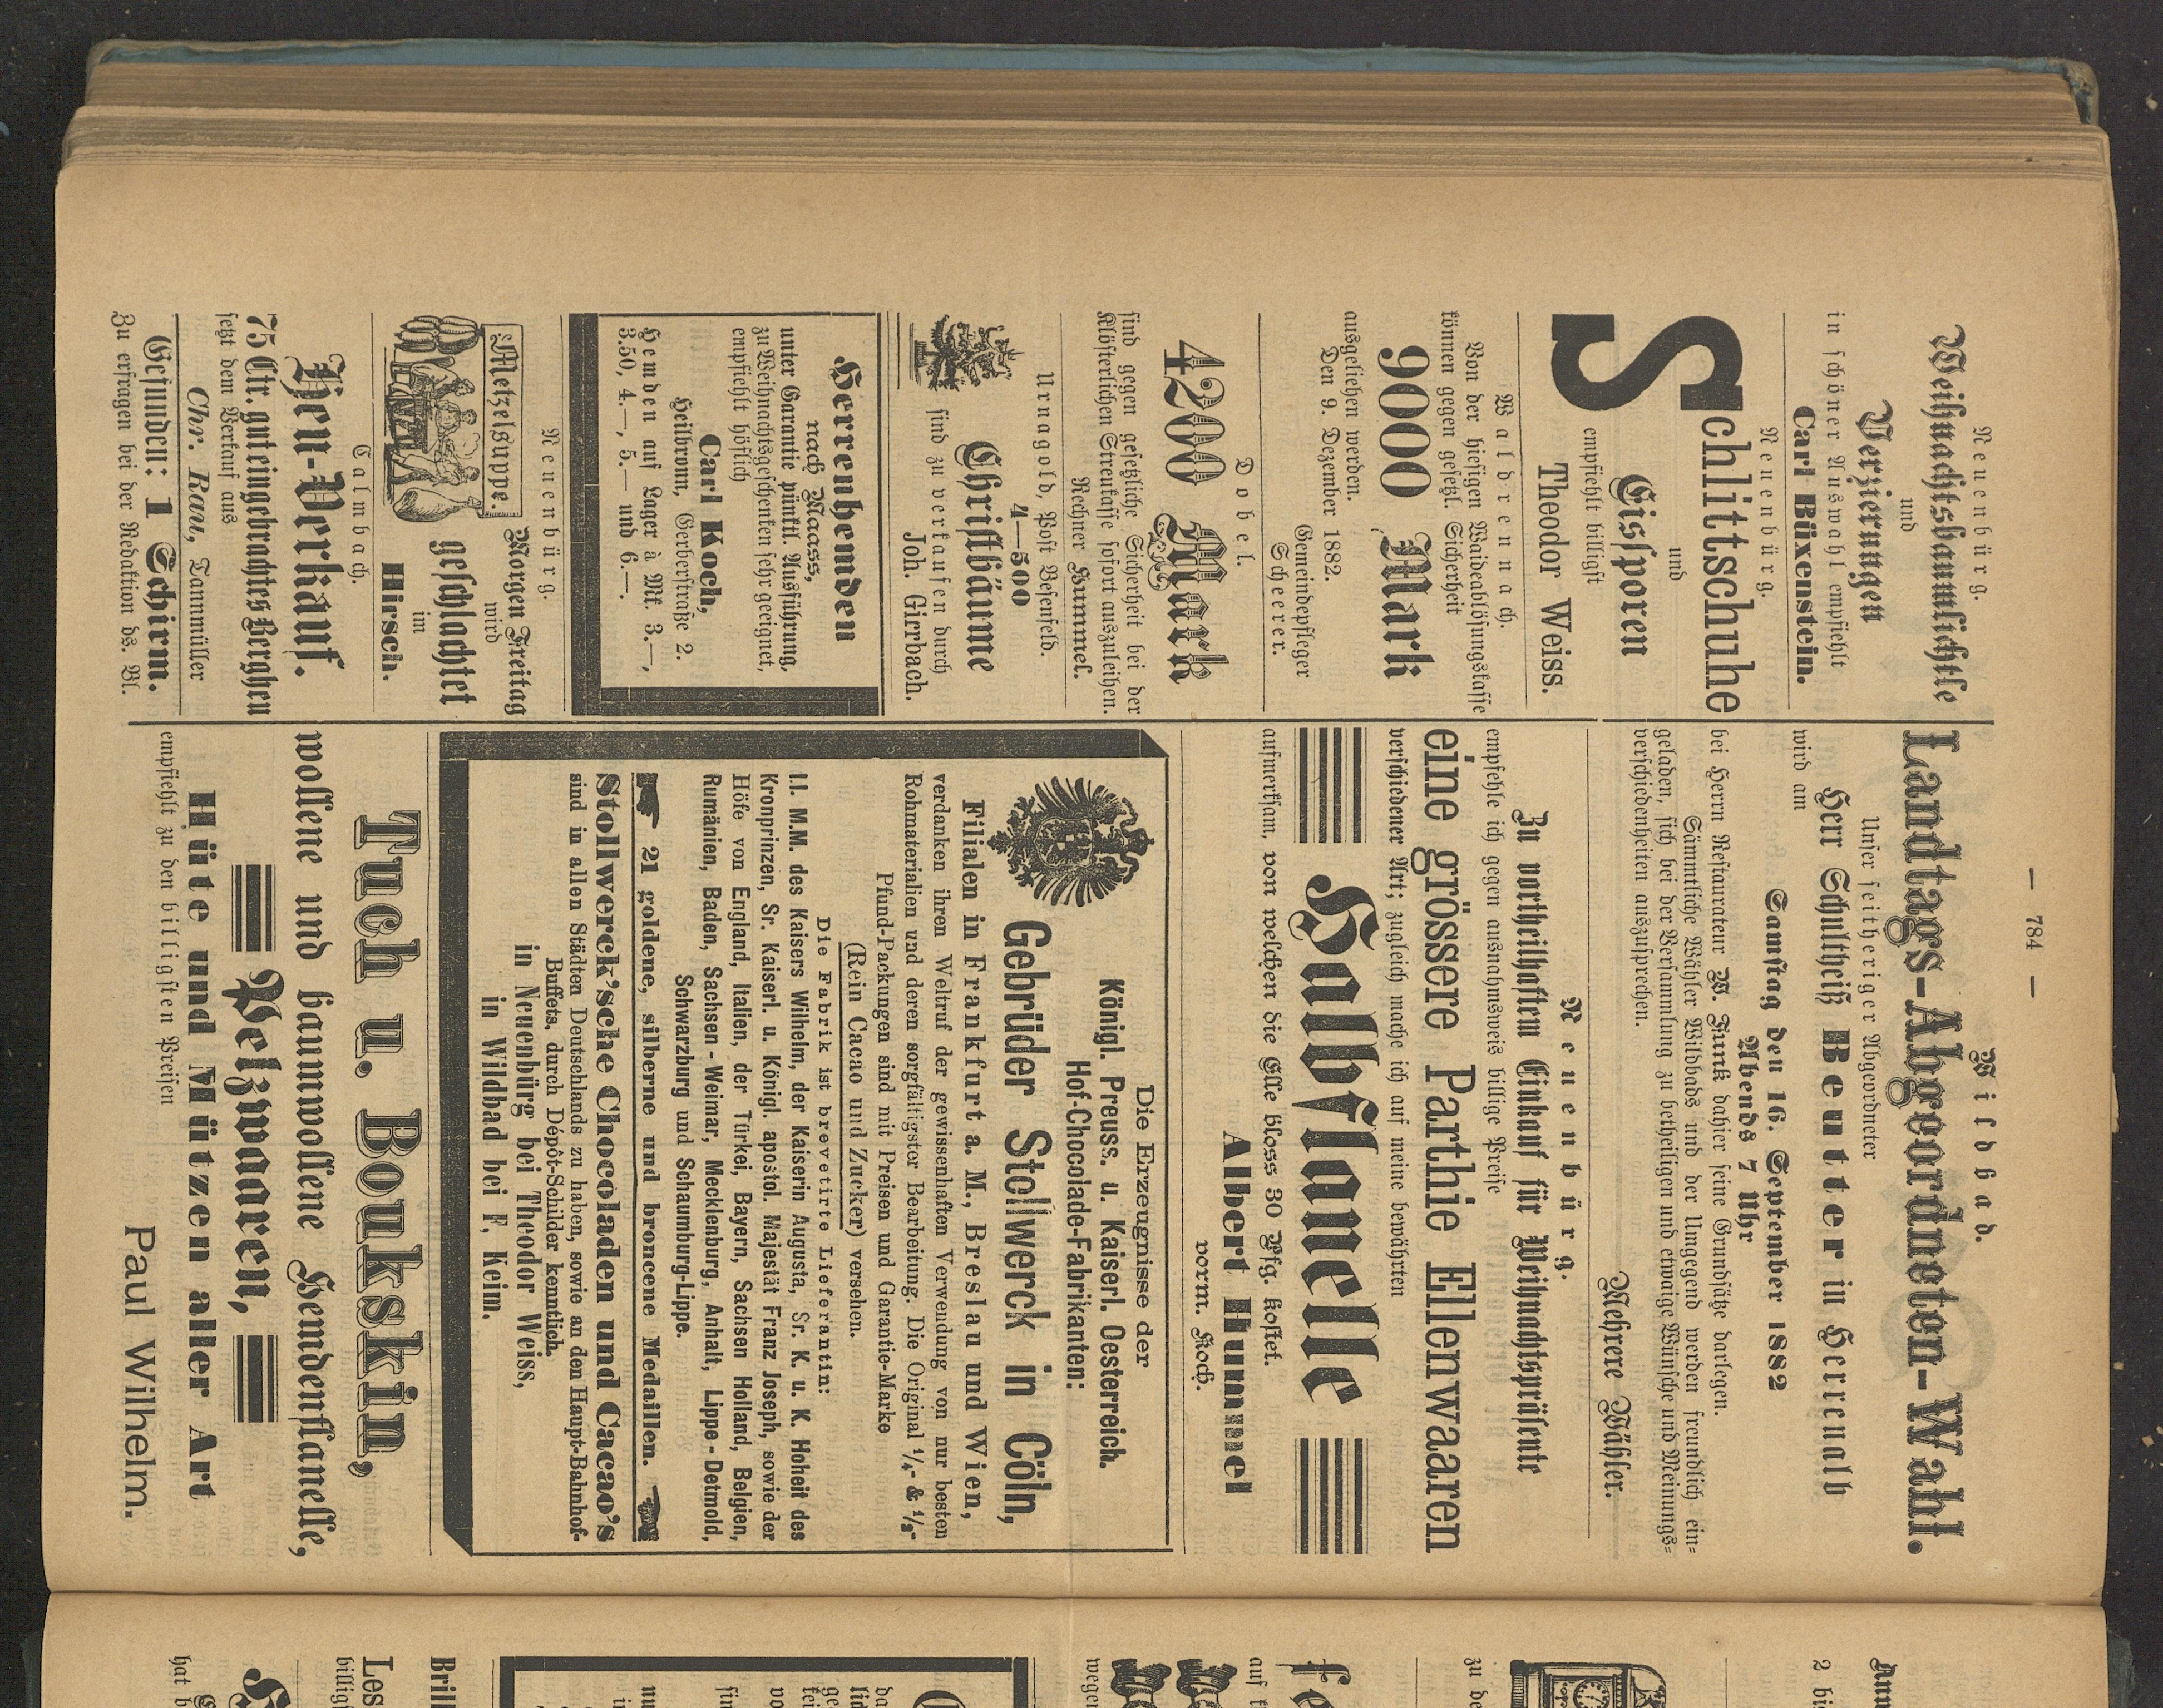 — 784 —
Neuenbürg.
Weihnachtsbaumlichtle
und
Verzierungen
in schöner Auswahl empfiehlt
Carl Büxenstein.
Neuenbürg.
Schlittschuhe
und
Eissporen
empfiehlt billigst
Theodor Weiss.
Waldrennach.
Von der hiesigen Waideablösungskasse
können gegen gesetzl. Sicherheit
9000 Mark
ausgeliehen werden.
Den 9. Dezember 1882.
Gemeindepfleger
Scheerer.
Dobel.
4200 Mark
sind gegen gesetzliche Sicherheit bei der
Klösterlichen Streukasse sofort auszuleihen.
Rechner Hummel.
Urnagold, Post Besenfeld.
4—500
Christbäume
sind zu verkaufen durch
Joh. Girrbach.
Herrenhemden
nach Maass,
unter Garantie pünktl. Ausführung,
zu Weihnachtsgeschenken sehr geeignet,
empfiehlt höflich
Carl Koch,
Heilbronn, Gerberstraße 2.
Hemden auf Lager à Mk. 3.—,
3.50, 4.—, 5.— und 6.—.
Neuenbürg.
Metzelsuppe.
Morgen Freitag
wird
geschlachtet
im
Hirsch.
Calmbach.
Heu-Verkauf.
75 Ctr. gut eingebrachtes Bergheu
setzt dem Verkauf aus
Chr. Rau, Tannmüller
Gefunden: 1 Schirm.
Zu erfragen bei der Redaktion ds. Bl.
Wildbad.
Landtags-Abgeordneten-Wahl.
Unser seitheriger Abgeordneter
Herr Schultheiß Beutter in Herrenalb
wird am
Samstag den 16. September 1882
Abends 7 Uhr
bei Herrn Restaurateur W. Funk dahier seine Grundsätze darlegen.
Sämmtliche Wähler Wildbads und der Umgegend werden freundlich ein-
geladen, sich bei der Versammlung zu betheiligen und etwaige Wünsche und Meinungs-
verschiedenheiten auszusprechen.
Mehrere Wähler.
Neuenbürg.
Zu vortheilhaftem Einkauf für Weihnachtspräsente
empfehle ich gegen ausnahmsweis billige Preise
eine grössere Parthie Ellenwaaren
verschiedener Art; zugleich mache ich auf meine bewährten
Halbflanelle
aufmerksam, von welchen die Elle bloss 30 Pfg. kostet.
Albert Hummel
vorm. Koch.
Die Erzeugnisse der
Königl. Preuss. u. Kaiserl. Oesterreich.
Hof-Chocolade-Fabrikanten:
Gebrüder Stollwerck in Cöln,
Filialen in Frankfurt a. M., Breslau und Wien,
verdanken ihren Weltruf der gewissenhaften Verwendung von nur besten
Rohmaterialien und deren sorgfältigster Bearbeitung. Die Original ¼- & ½-
Pfund-Packungen sind mit Preisen und Garantie-Marke
(Rein Cacao und Zucker) versehen.
Die Fabrik ist brevetirte Lieferantin:
I.I. M.M. des Kaisers Wilhelm, der Kaiserin Augusta, Sr. K. u. K. Hoheit des
Kronprinzen, Sr. Kaiserl. u. Königl. apostol. Majestät Franz Joseph, sowie der
Höfe von England, Italien, der Türkei, Bayern, Sachsen Holland, Belgien,
Rumänien, Baden, Sachsen-Weimar, Mecklenburg, Anhalt, Lippe-Detmold,
Schwarzburg und Schaumburg-Lippe.
21 goldene, silberne und broncene Medaillen.
Stollwerck'sche Chocoladen und Cacao's
sind in allen Städten Deutschlands zu haben, sowie an den Haupt-Bahnhof-
Buffets, durch Dépôt-Schilder kenntlich.
in Neuenbürg bei Theodor Weiss,
in Wildbad bei F. Keim.
Tuch u. Boukskin,
wollene und baumwollene Hemdenflanelle,
Pelzwaaren,
Hüte und Mützen aller Art
empfiehlt zu den billigsten Preisen
Paul Wilhelm.
2 bi
zu de
auf
wegen
Bril
Les
billig
hat b